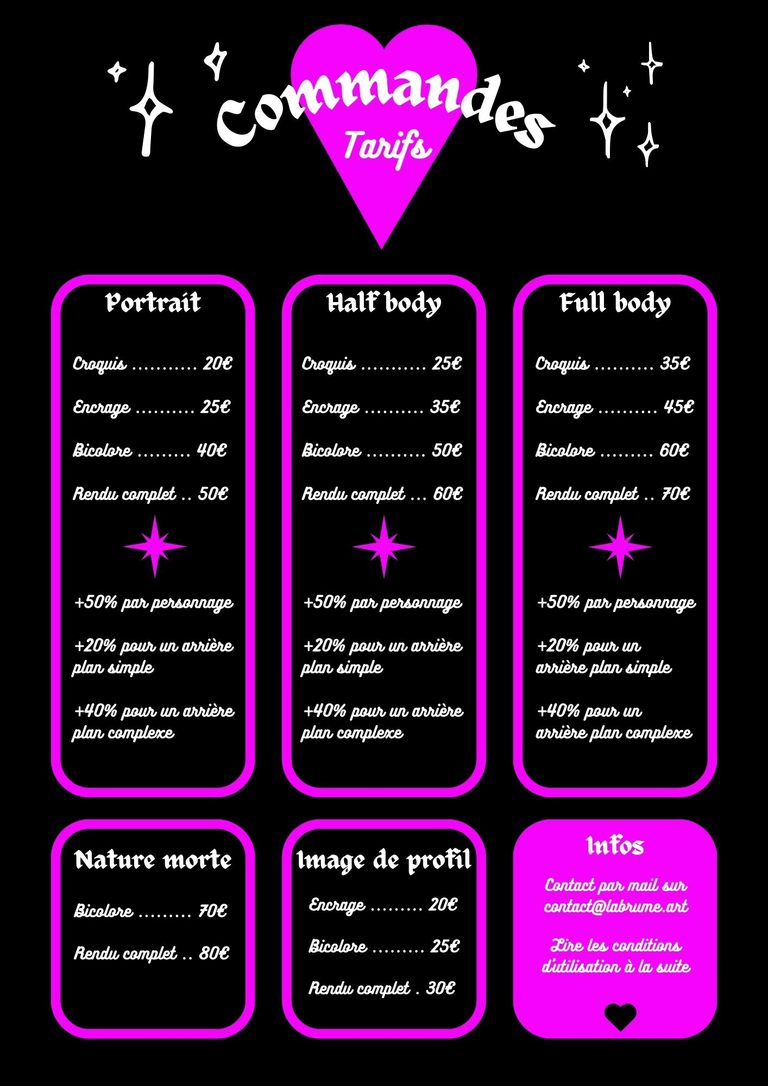 Commandes
Tarifs
Portrait
Croquis ........... 20€
Encrage .......... 25€
Bicolore ......... 40€
Rendu complet .. 50€
+50% par personnage
+20% pour un arrière
plan simple
+40% pour un arrière
plan complexe
Half body
Croquis ........... 25€
Encrage .......... 35€
Bicolore .......... 50€
Rendu complet ... 60€
+50% par personnage
+20% pour un arrière
plan simple
+40% pour un arrière
plan complexe
Full body
Croquis ........... 35€
Encrage .......... 45€
Bicolore .......... 60€
Rendu complet .. 70€
+50% par personnage
+20% pour un
arrière plan simple
+40% pour un
arrière plan complexe
Nature morte
Bicolore ......... 70€
Rendu complet .. 80€
Image de profil
Encrage ......... 20€
Bicolore ......... 25€
Rendu complet . 30€
Infos
Contact par mail sur
contact@labrume.art
Lire les conditions
d'utilisation à la suite